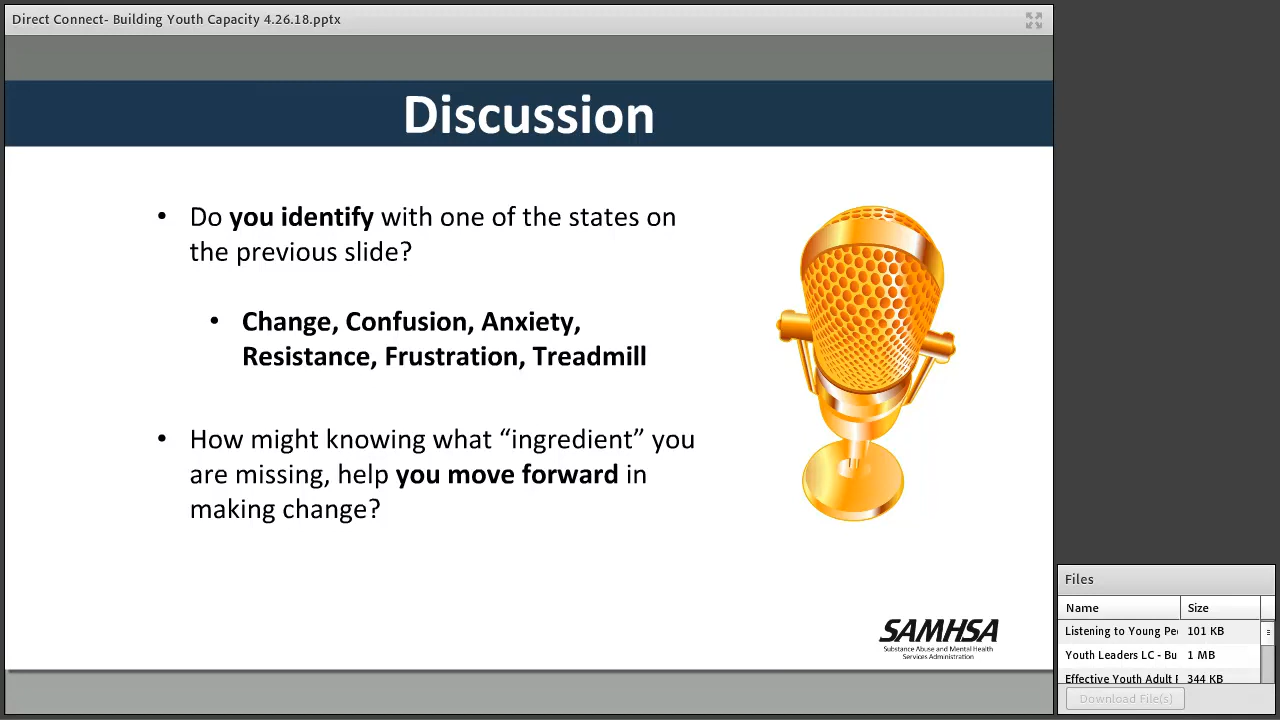 Direct Connect- Building Youth Capacity 4.26.18.pptx
Discussion
• Do you identify with one of the states on
the previous slide?
• Change, Confusion, Anxiety,
Resistance, Frustration, Treadmill
• How might knowing what “ingredient” you
are missing, help you move forward in
making change?
SAMHSA
Substance Abuse and Mental Health
Services Administration
Files
Name Size
Listening to Young Pe 101 KB
Youth Leaders LC - Bu 1 MB
Effective Youth Adult 344 KB
Download File(s)